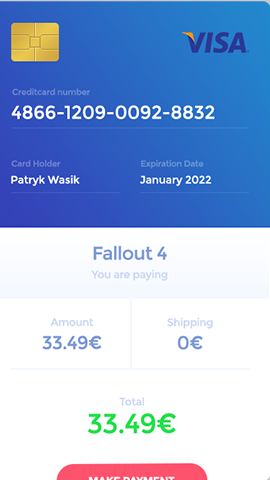 VISA
Creditcard number
4866-1209-0092-8832
Card Holder
Expiration Date
Patryk Wasik
January 2022
Fallout 4
You are paying
Amount
Shipping
33.49€
0€
Total
33.49€
MAKE PAYMENT